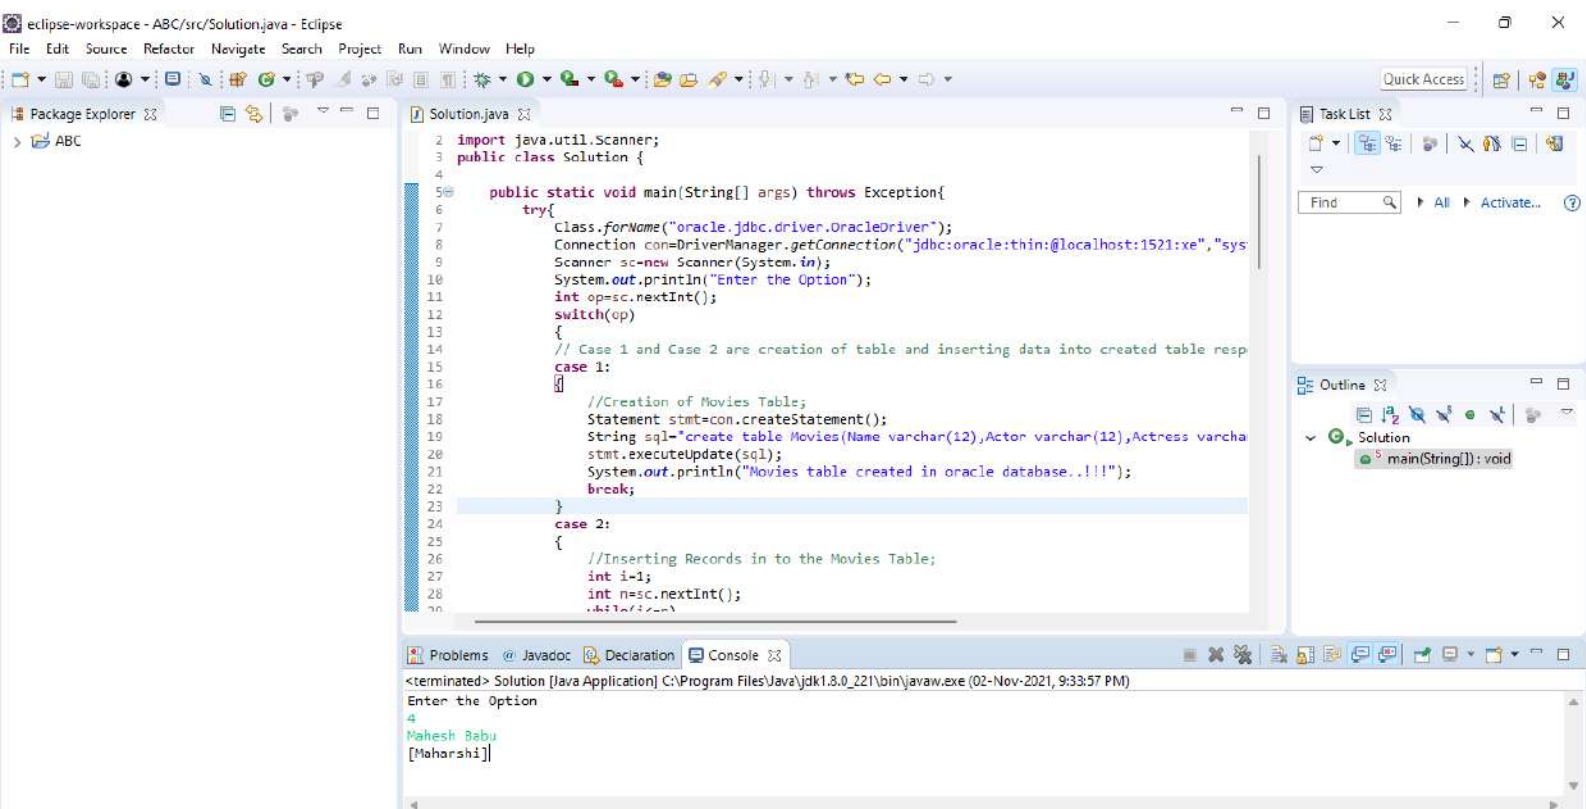 eclipse-workspace - ABC/src/Solution.java - Eclipse
File Edit Source Refactor Navigate Search Project Run Window Help
Quick Access
Package Explorer
ABC
Solution.java
2 import java.util.Scanner;
3 public class Solution {
4
5 public static void main(String[] args) throws Exception{
6 try{
7 Class.forName("oracle.jdbc.driver.OracleDriver");
8 Connection con=DriverManager.getConnection("jdbc:oracle:thin:@localhost:1521:xe","sys
9 Scanner sc=new Scanner(System.in);
10 System.out.println("Enter the Option");
11 int op=sc.nextInt();
12 switch(op)
13 {
14 // Case 1 and Case 2 are creation of table and inserting data into created table resp
15 case 1:
16 {
17 //Creation of Movies Table;
18 Statement stmt=con.createStatement();
19 String sql="create table Movies(Name varchar(12),Actor varchar(12),Actress varcha
20 stmt.executeUpdate(sql);
21 System.out.println("Movies table created in oracle database..!!!");
22 break;
23 }
24 case 2:
25 {
26 //Inserting Records in to the Movies Table;
27 int i=1;
28 int n=sc.nextInt();
29 while(i<=n)
Task List
Find All Activate...
Outline
Solution
main(String[]) : void
Problems Javadoc Declaration Console
<terminated> Solution [Java Application] C:\Program Files\Java\jdk1.8.0_221\bin\javaw.exe (02-Nov-2021, 9:33:57 PM)
Enter the Option
4
Mahesh Babu
[Maharshi]